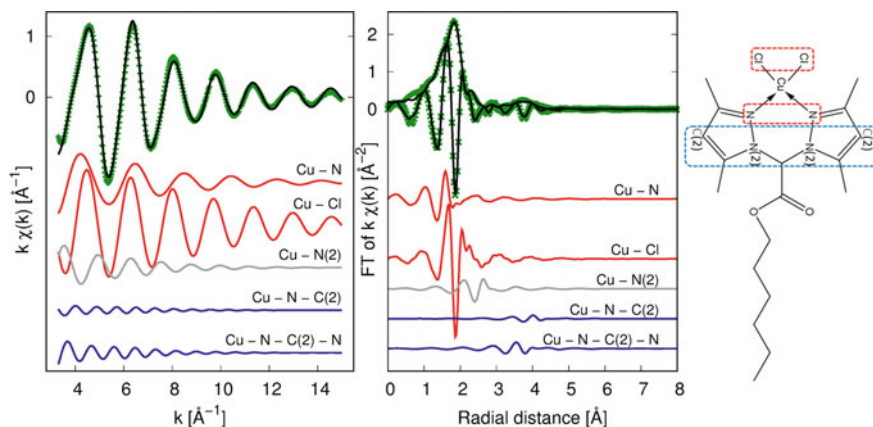 k χ(k) [Å⁻¹]
1
0
Cu – N
Cu – Cl
Cu – N(2)
Cu – N – C(2)
Cu – N – C(2) – N
4 6 8 10 12 14
k [Å⁻¹]
FT of k χ(k) [Å⁻²]
2
1
0
Cu – N
Cu – Cl
Cu – N(2)
Cu – N – C(2)
Cu – N – C(2) – N
0 1 2 3 4 5 6 7 8
Radial distance [Å]
Cl Cl
Cu
N N
C(2) C(2)
N(2) N(2)
O O